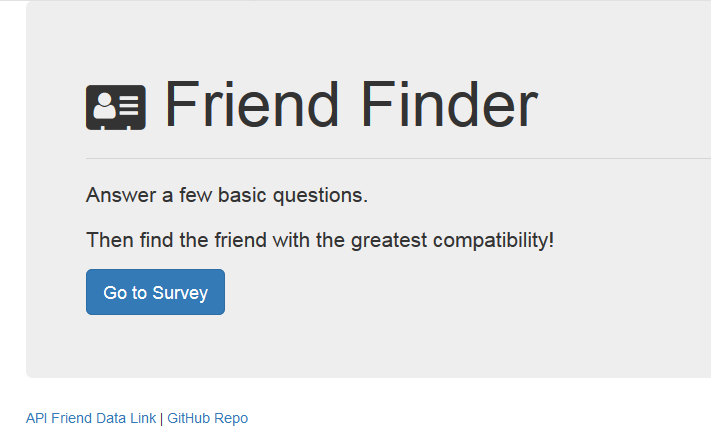 Friend Finder
Answer a few basic questions.
Then find the friend with the greatest compatibility!
Go to Survey
API Friend Data Link | GitHub Repo